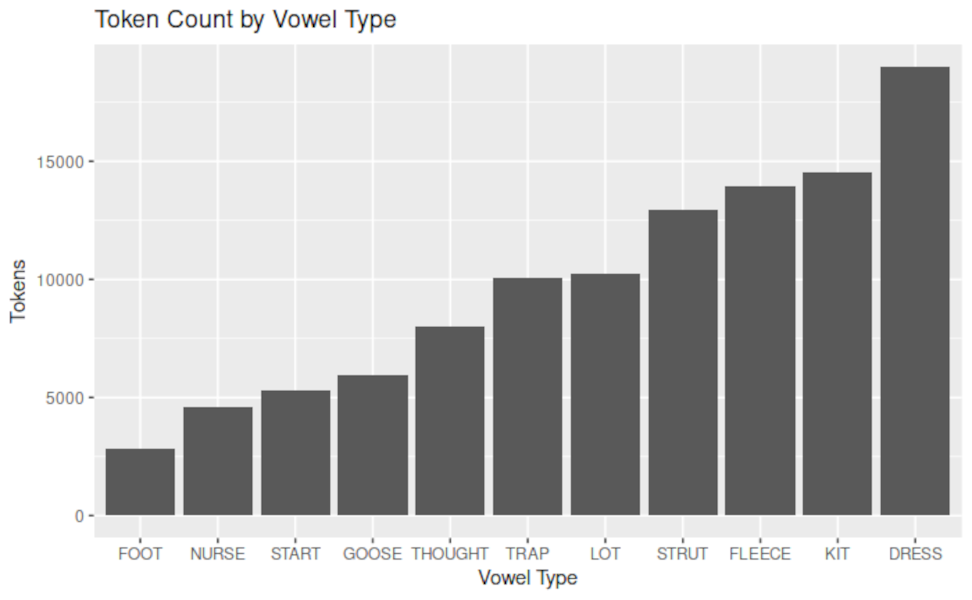 Token Count by Vowel Type
Tokens
15000
10000
5000
0
FOOT NURSE START GOOSE THOUGHT TRAP LOT STRUT FLEECE KIT DRESS
Vowel Type